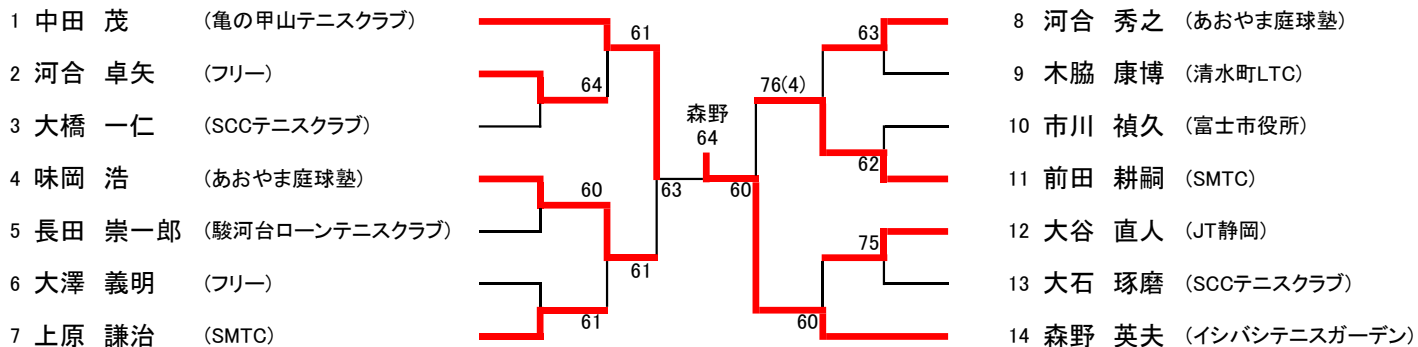 1 中田 茂 (亀の甲山テニスクラブ)
2 河合 卓矢 (フリー)
3 大橋 一仁 (SCCテニスクラブ)
4 味岡 浩 (あおやま庭球塾)
5 長田 崇一郎 (駿河台ローンテニスクラブ)
6 大澤 義明 (フリー)
7 上原 謙治 (SMTC)
61
64
60
61
61
63
森野
64
60
76(4)
63
62
75
60
8 河合 秀之 (あおやま庭球塾)
9 木脇 康博 (清水町LTC)
10 市川 禎久 (富士市役所)
11 前田 耕嗣 (SMTC)
12 大谷 直人 (JT静岡)
13 大石 琢磨 (SCCテニスクラブ)
14 森野 英夫 (イシバシテニスガーデン)